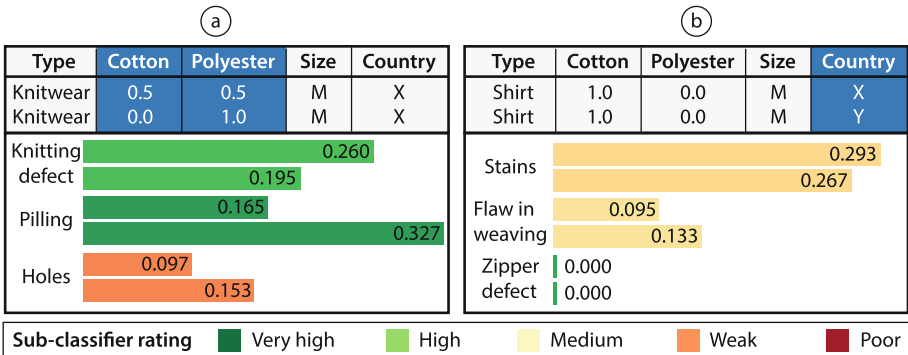 a
Type Cotton Polyester Size Country
Knitwear 0.5 0.5 M X
Knitwear 0.0 1.0 M X
Knitting defect
0.260
0.195
Pilling
0.165
0.327
Holes
0.097
0.153
b
Type Cotton Polyester Size Country
Shirt 1.0 0.0 M X
Shirt 1.0 0.0 M Y
Stains
0.293
0.267
Flaw in
weaving
0.095
0.133
Zipper
defect
0.000
0.000
Sub-classifier rating Very high High Medium Weak Poor